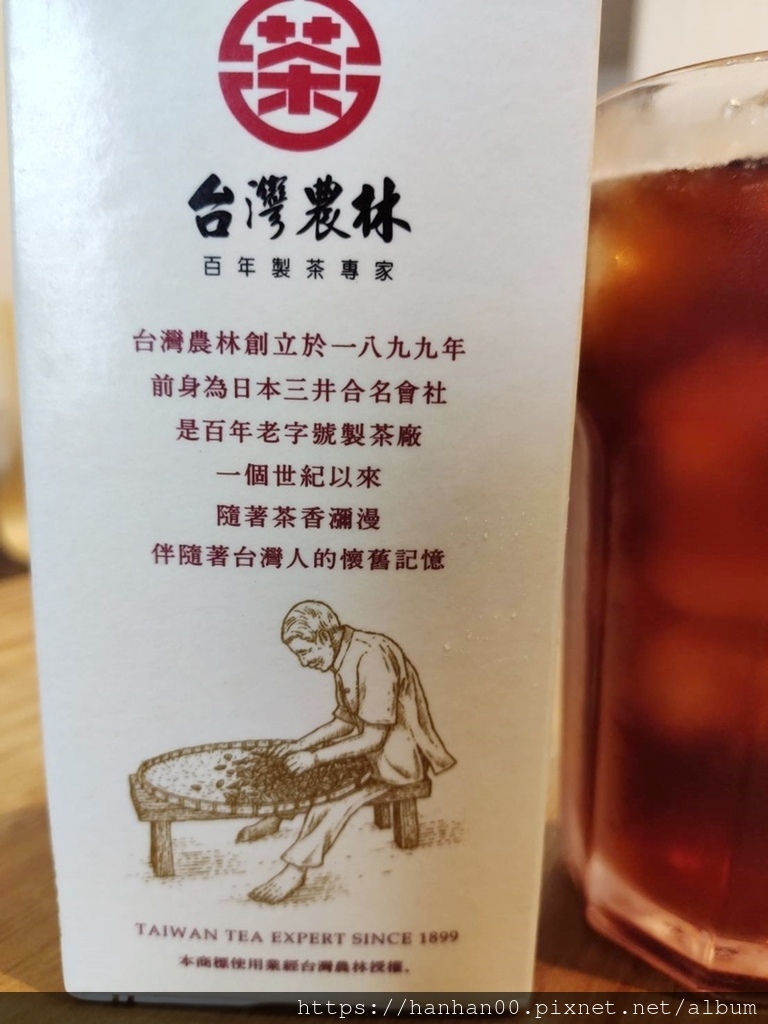 茶
台灣農林
百年製茶專家
台灣農林創立於一八九九年
前身為日本三井合名會社
是百年老字號製茶廠
一個世紀以來
隨著茶香瀰漫
伴隨著台灣人的懷舊記憶
TAIWAN TEA EXPERT SINCE 1899
本商標使用業經台灣農林授權。
https://hanhan00.pixnet.net/album